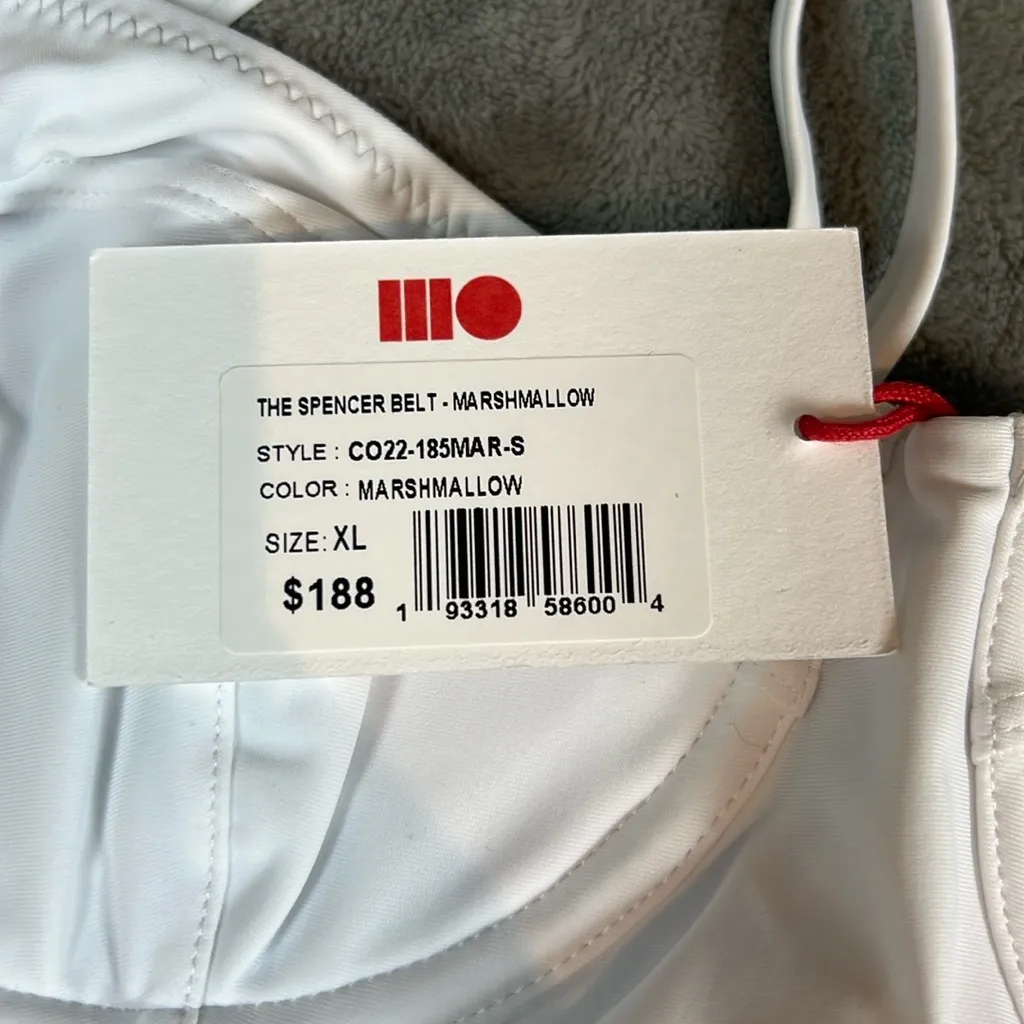 THE SPENCER BELT - MARSHMALLOW
STYLE : CO22-185MAR-S
COLOR : MARSHMALLOW
SIZE: XL
$188
1 93318 58600 4